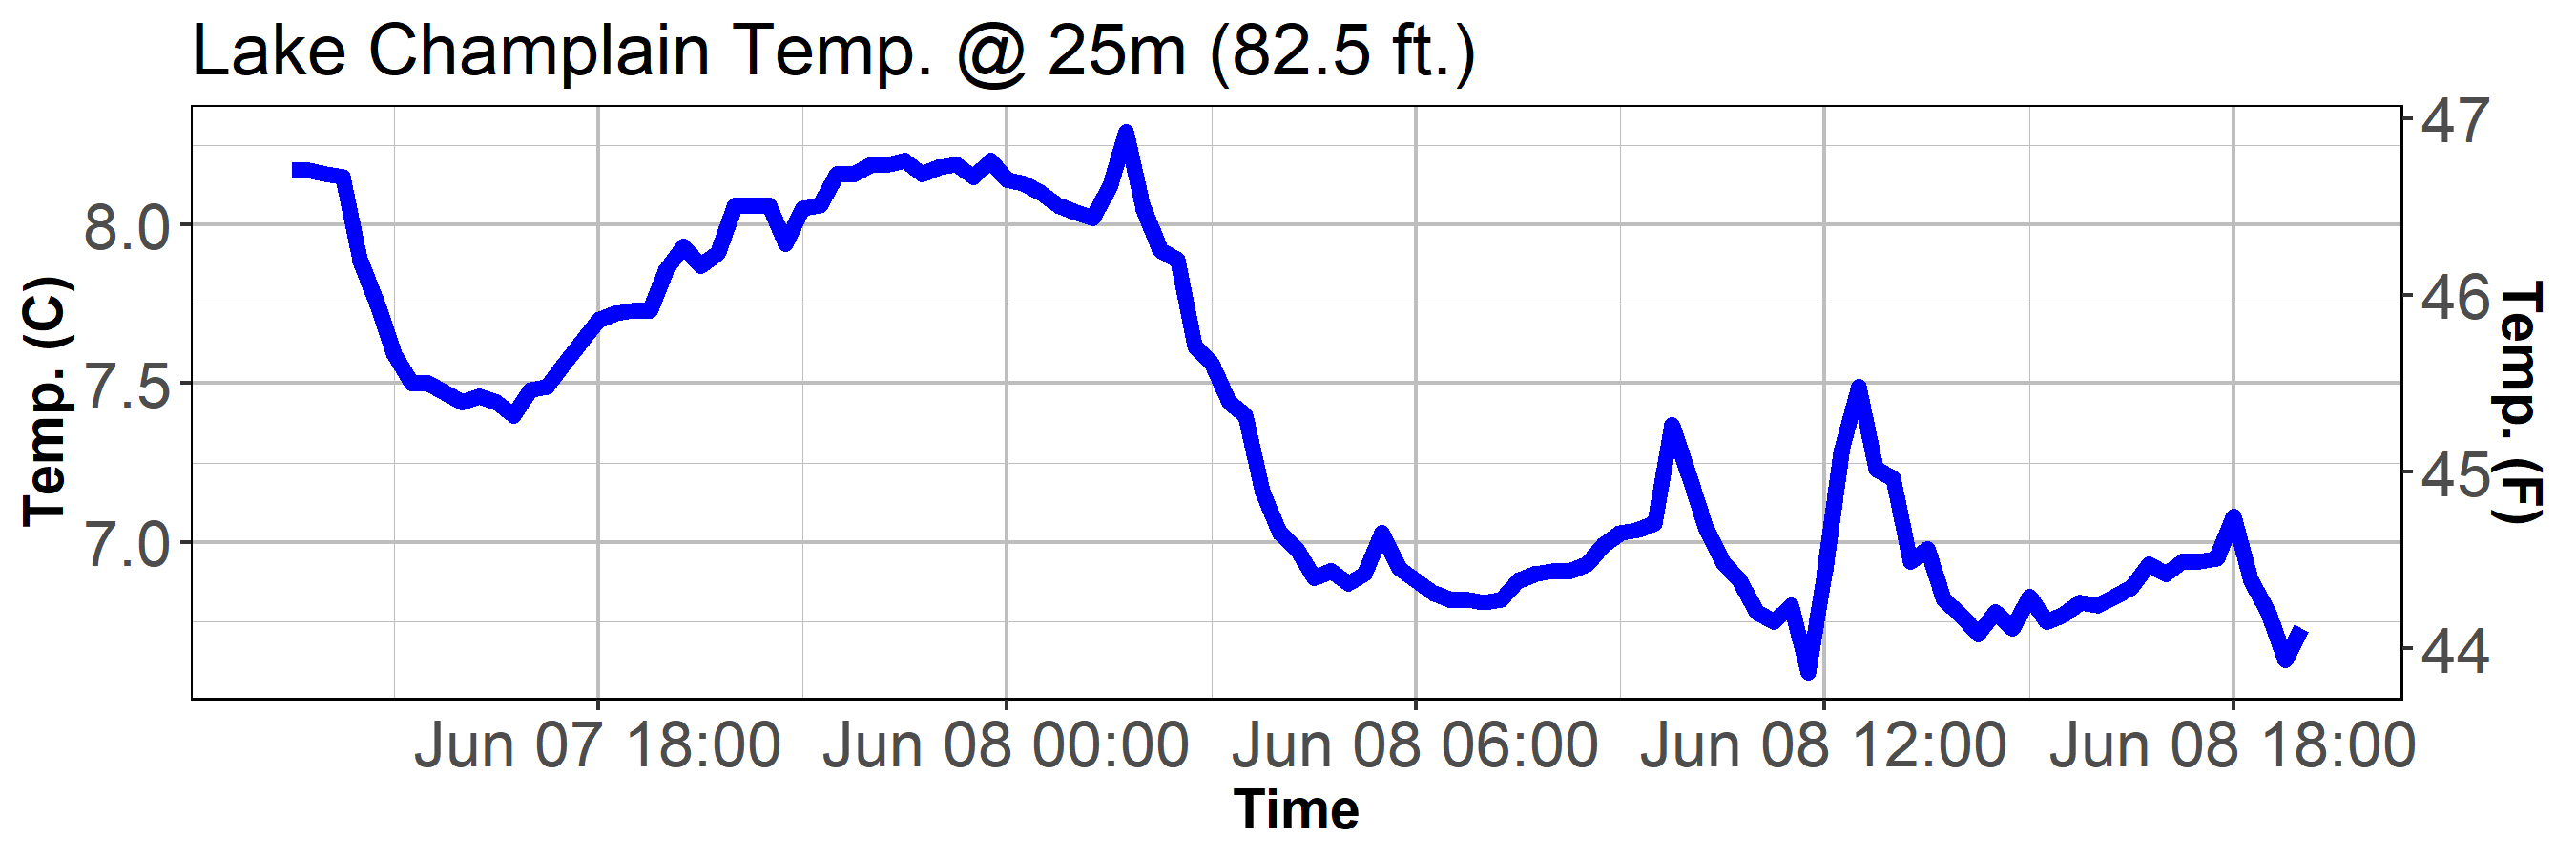 Lake Champlain Temp. @ 25m (82.5 ft.)
Temp. (C)
8.0
7.5
7.0
47
46
45
44
Temp. (F)
Jun 07 18:00 Jun 08 00:00 Jun 08 06:00 Jun 08 12:00 Jun 08 18:00
Time